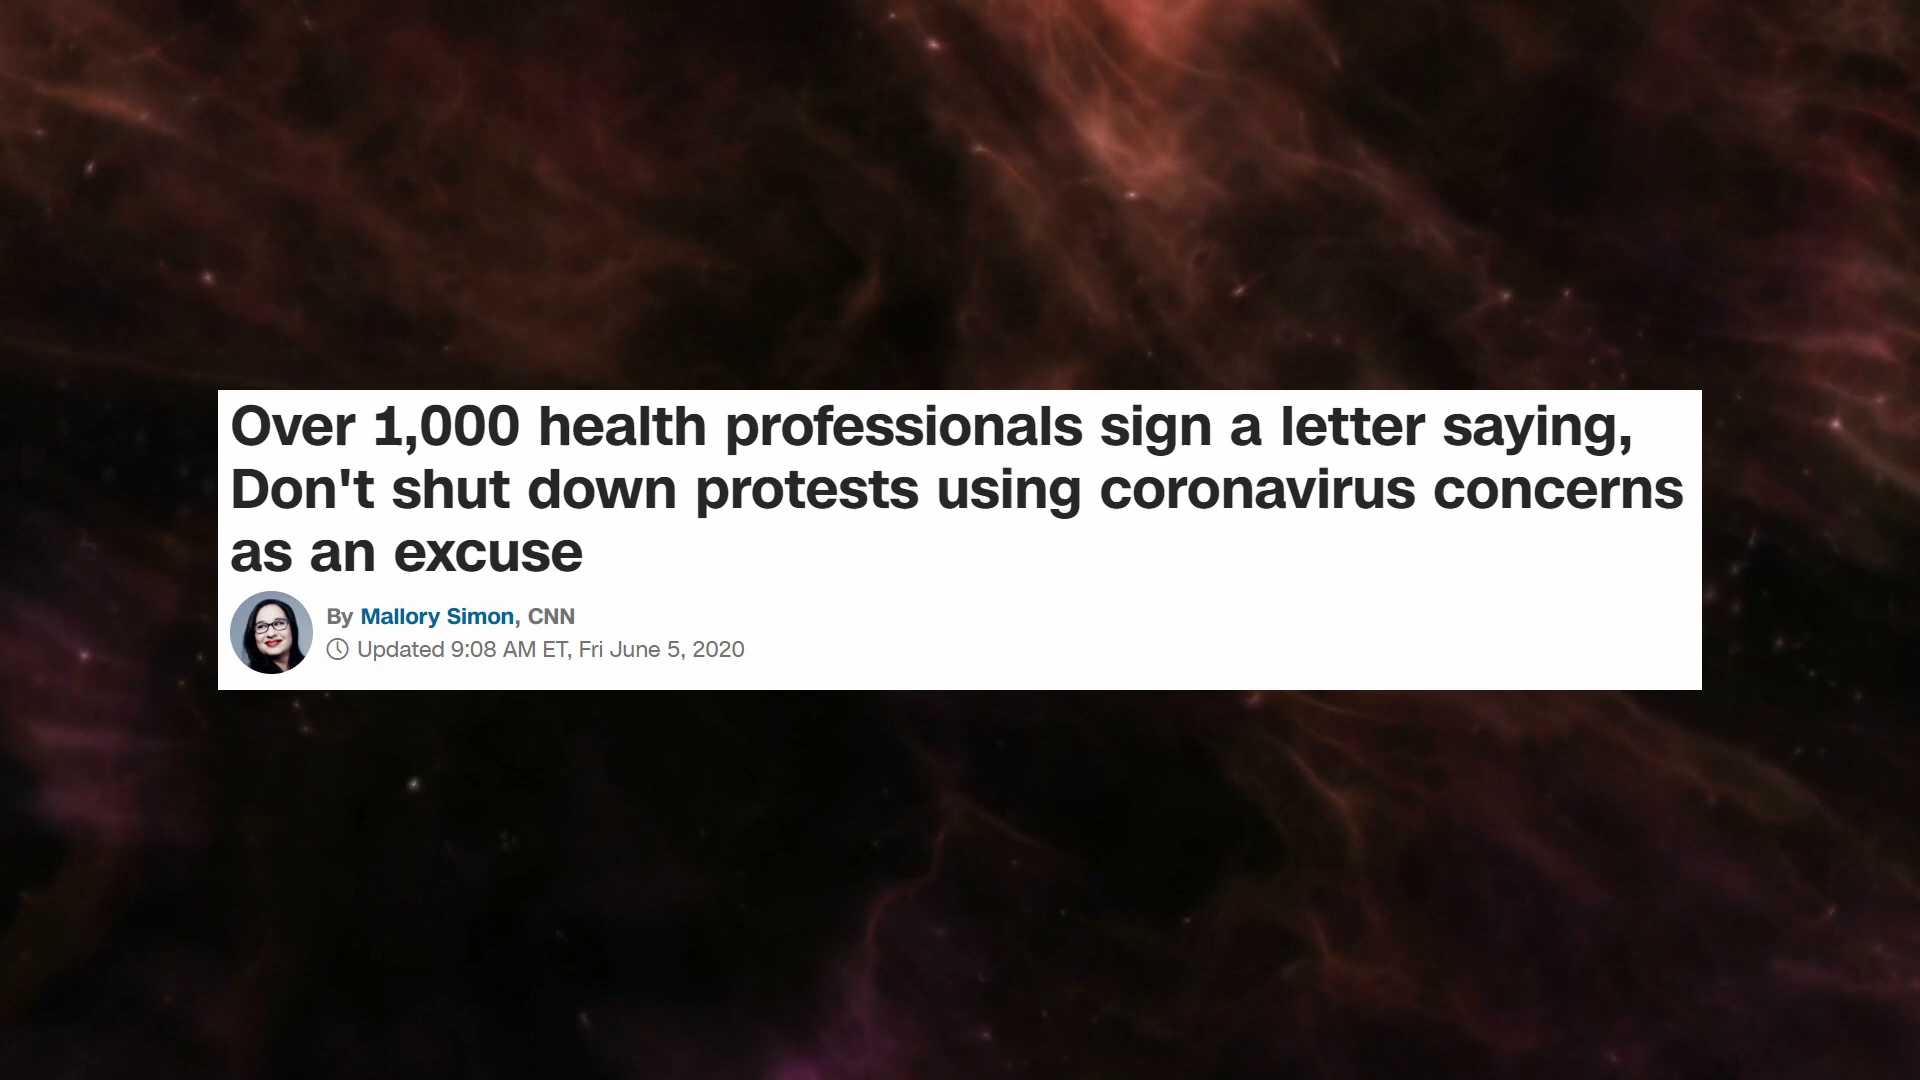 Over 1,000 health professionals sign a letter saying,
Don't shut down protests using coronavirus concerns
as an excuse
By Mallory Simon, CNN
Updated 9:08 AM ET, Fri June 5, 2020